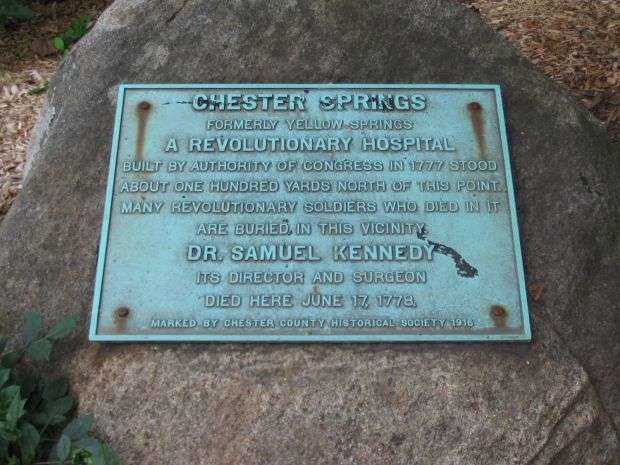 CHESTER SPRINGS
FORMERLY YELLOW SPRINGS
A REVOLUTIONARY HOSPITAL
BUILT BY AUTHORITY OF CONGRESS IN 1777 STOOD
ABOUT ONE HUNDRED YARDS NORTH OF THIS POINT.
MANY REVOLUTIONARY SOLDIERS WHO DIED IN IT
ARE BURIED IN THIS VICINITY.
DR. SAMUEL KENNEDY
ITS DIRECTOR AND SURGEON
DIED HERE JUNE 17, 1778.
MARKED BY CHESTER COUNTY HISTORICAL SOCIETY 1916.